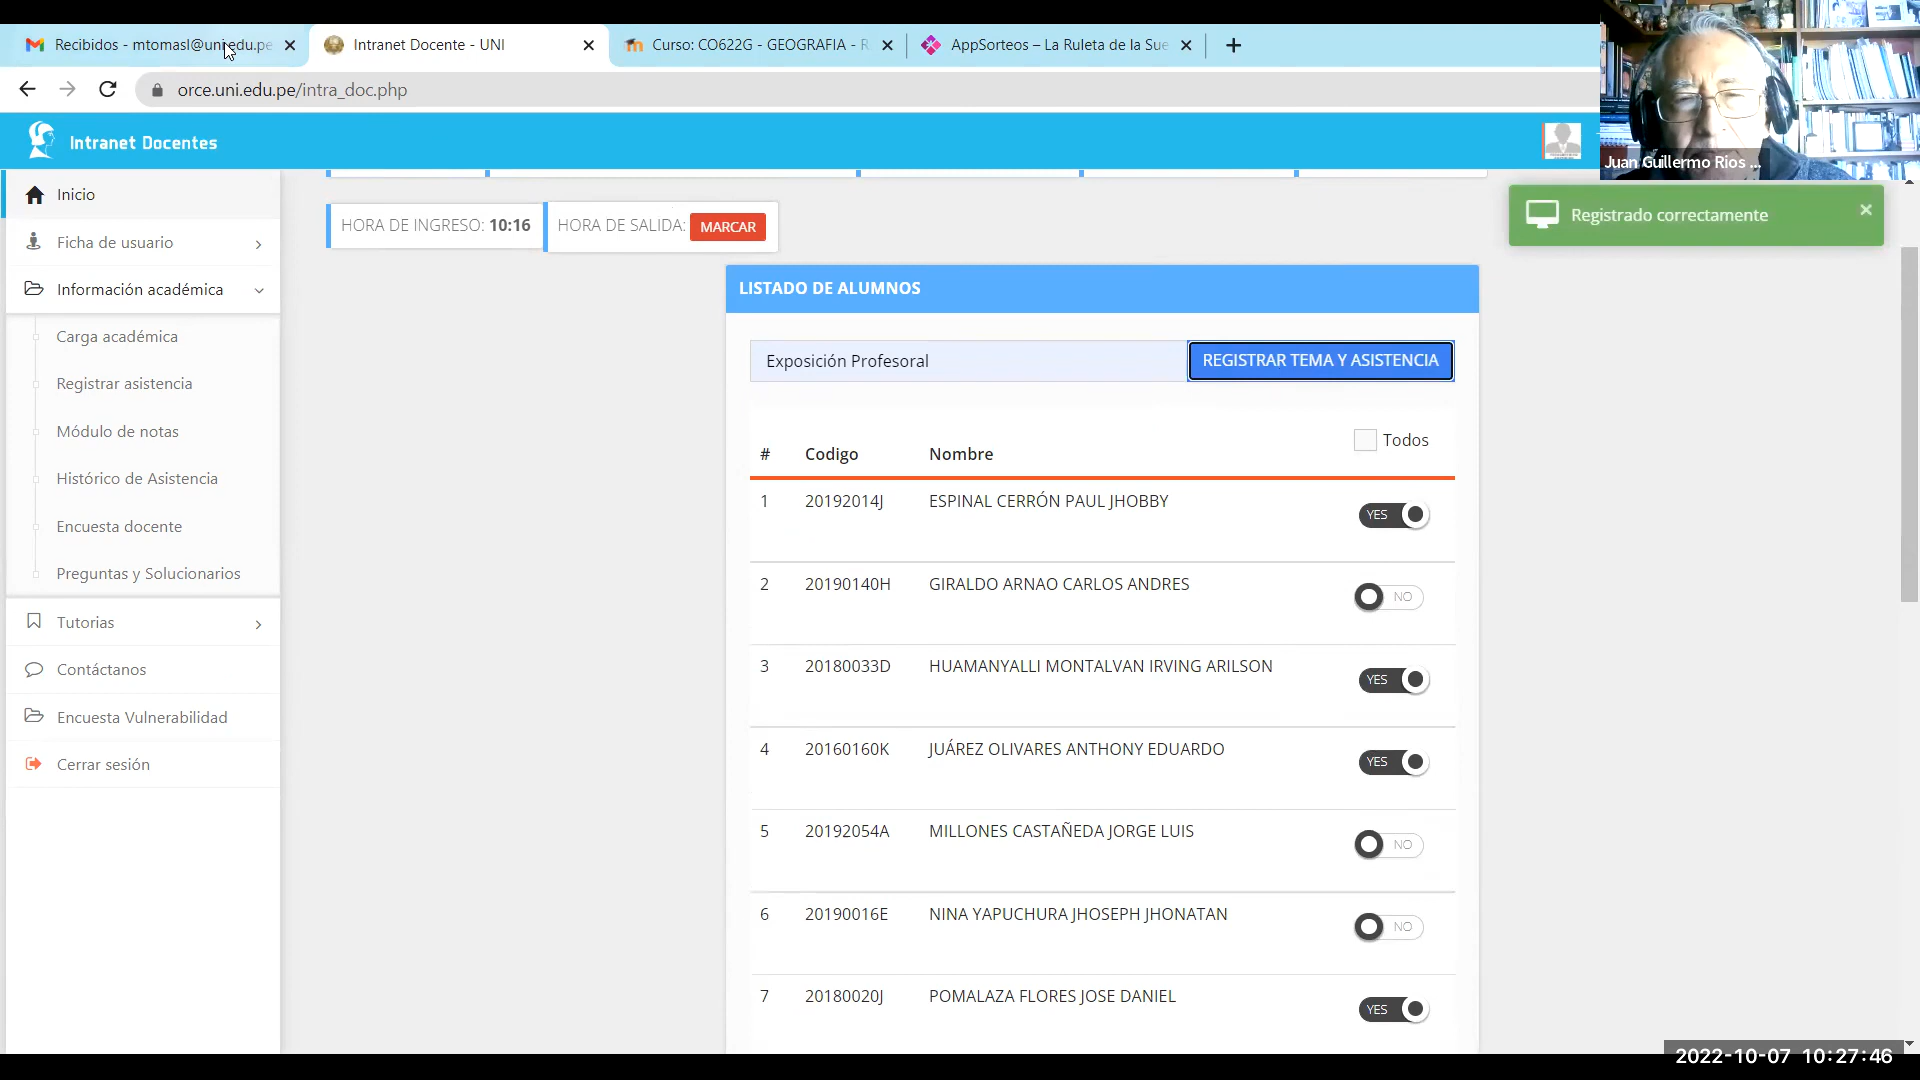 Recibidos - mtomasl@uni.edu.pe
Intranet Docente - UNI
Curso: CO622G - GEOGRAFIA - R
AppSorteos – La Ruleta de la Sue
orce.uni.edu.pe/intra_doc.php
Intranet Docentes
Juan Guillermo Rios ...
Registrado correctamente
Inicio
Ficha de usuario
Información académica
Carga académica
Registrar asistencia
Módulo de notas
Histórico de Asistencia
Encuesta docente
Preguntas y Solucionarios
Tutorias
Contáctanos
Encuesta Vulnerabilidad
Cerrar sesión
HORA DE INGRESO: 10:16
HORA DE SALIDA: MARCAR
LISTADO DE ALUMNOS
Exposición Profesoral
REGISTRAR TEMA Y ASISTENCIA
# Codigo Nombre Todos
1 20192014J ESPINAL CERRÓN PAUL JHOBBY YES
2 20190140H GIRALDO ARNAO CARLOS ANDRES NO
3 20180033D HUAMANYALLI MONTALVAN IRVING ARILSON YES
4 20160160K JUÁREZ OLIVARES ANTHONY EDUARDO YES
5 20192054A MILLONES CASTAÑEDA JORGE LUIS NO
6 20190016E NINA YAPUCHURA JHOSEPH JHONATAN NO
7 20180020J POMALAZA FLORES JOSE DANIEL YES
2022-10-07 10:27:46